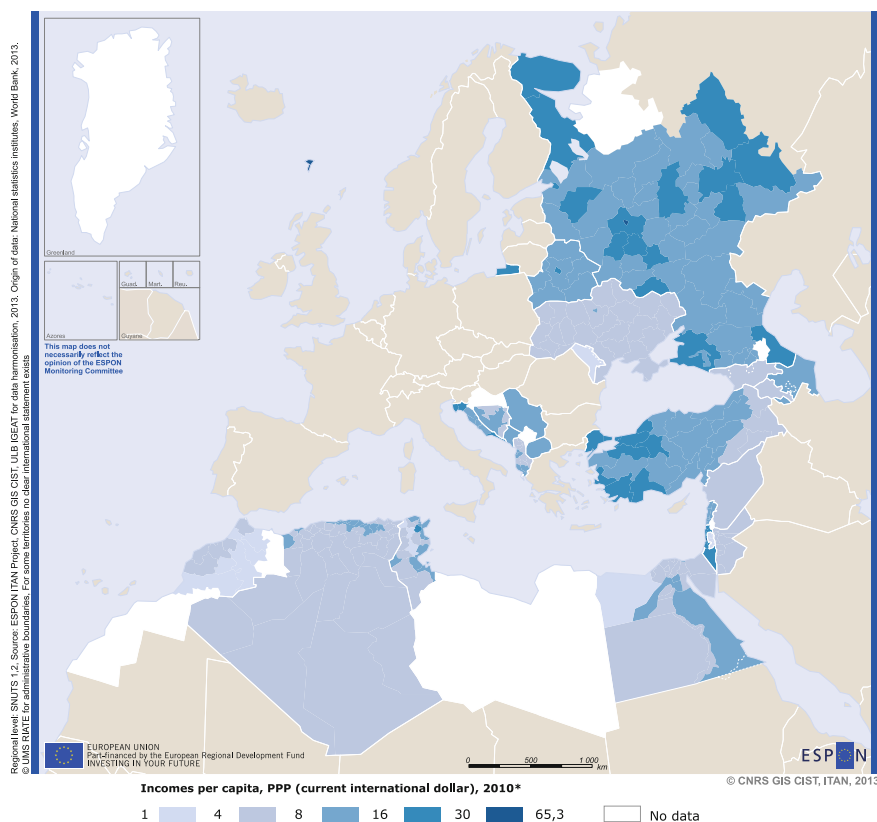 Regional level: SNUTS 1,2, Source: ESPON ITAN Project, CNRS GIS CIST, ULB IGEAT for data harmonisation, 2013. Origin of data: National statistics institutes, World Bank, 2013.
© UMS RIATE for administrative boundaries, For some territories no clear international statement exists
Greenland
Azores
Guad.
Mart.
Reu.
Guyane
This map does not
necessarily reflect the
opinion of the ESPON
Monitoring Committee
EUROPEAN UNION
Part-financed by the European Regional Development Fund
INVESTING IN YOUR FUTURE
0 500 1 000
km
ESPON
© CNRS GIS CIST, ITAN, 2013
Incomes per capita, PPP (current international dollar), 2010*
1 4 8 16 30 65,3 No data